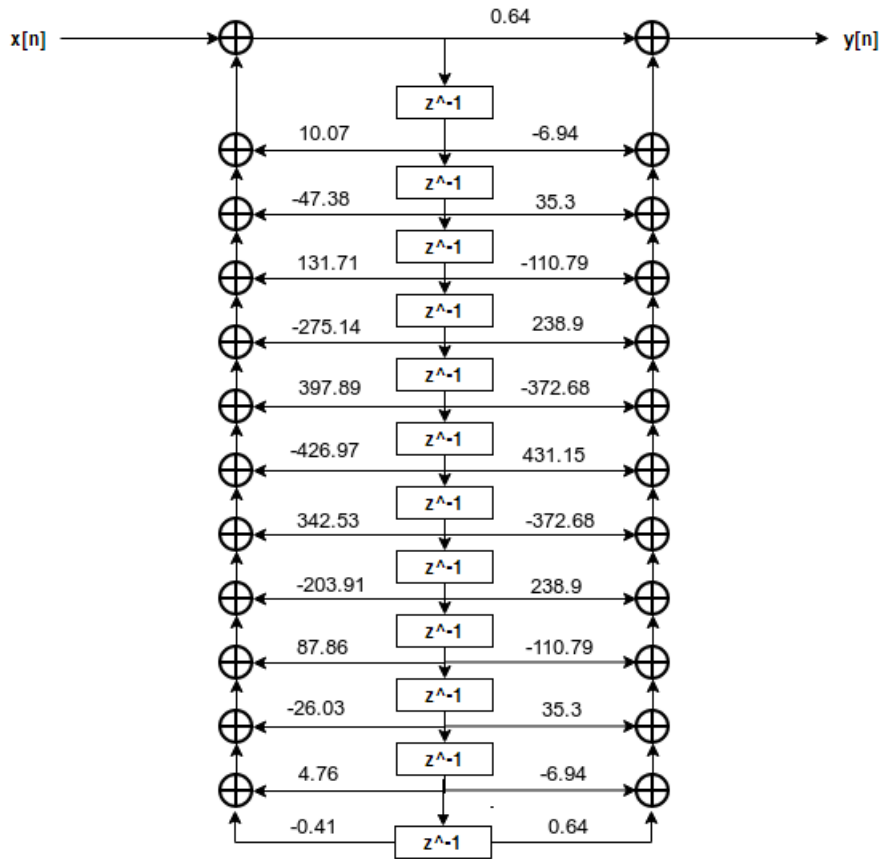 0.64
x[n] y[n]
z^-1
10.07 -6.94
z^-1
-47.38 35.3
z^-1
131.71 -110.79
z^-1
-275.14 238.9
z^-1
397.89 -372.68
z^-1
-426.97 431.15
z^-1
342.53 -372.68
z^-1
-203.91 238.9
z^-1
87.86 -110.79
z^-1
-26.03 35.3
z^-1
4.76 -6.94
-0.41 z^-1 0.64